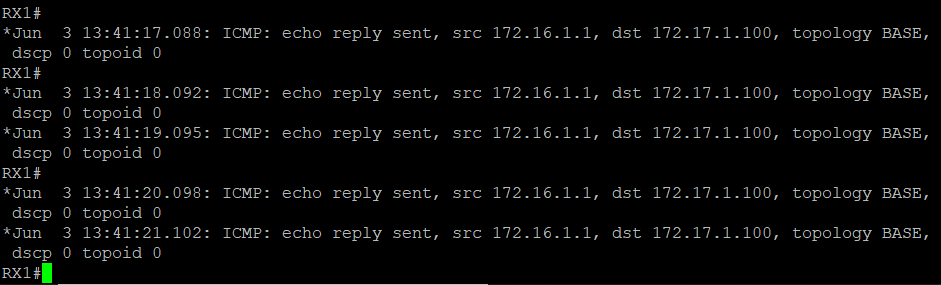 RX1#
*Jun  3 13:41:17.088: ICMP: echo reply sent, src 172.16.1.1, dst 172.17.1.100, topology BASE,
 dscp 0 topoid 0
RX1#
*Jun  3 13:41:18.092: ICMP: echo reply sent, src 172.16.1.1, dst 172.17.1.100, topology BASE,
 dscp 0 topoid 0
*Jun  3 13:41:19.095: ICMP: echo reply sent, src 172.16.1.1, dst 172.17.1.100, topology BASE,
 dscp 0 topoid 0
RX1#
*Jun  3 13:41:20.098: ICMP: echo reply sent, src 172.16.1.1, dst 172.17.1.100, topology BASE,
 dscp 0 topoid 0
*Jun  3 13:41:21.102: ICMP: echo reply sent, src 172.16.1.1, dst 172.17.1.100, topology BASE,
 dscp 0 topoid 0
RX1#